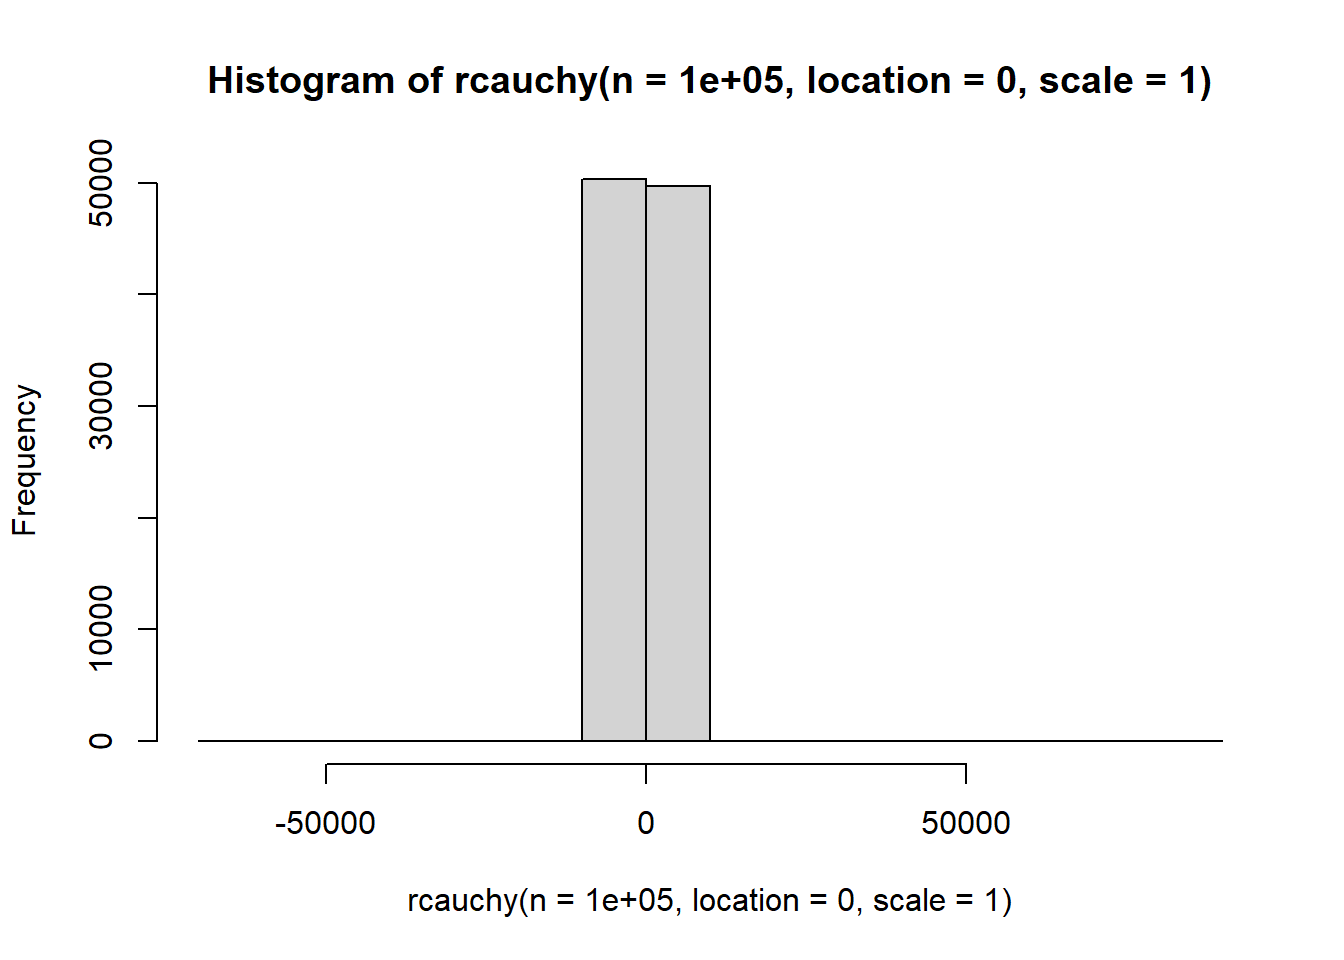 Histogram of rcauchy(n = 1e+05, location = 0, scale = 1)
Frequency
50000
30000
10000
0
-50000 0 50000
rcauchy(n = 1e+05, location = 0, scale = 1)